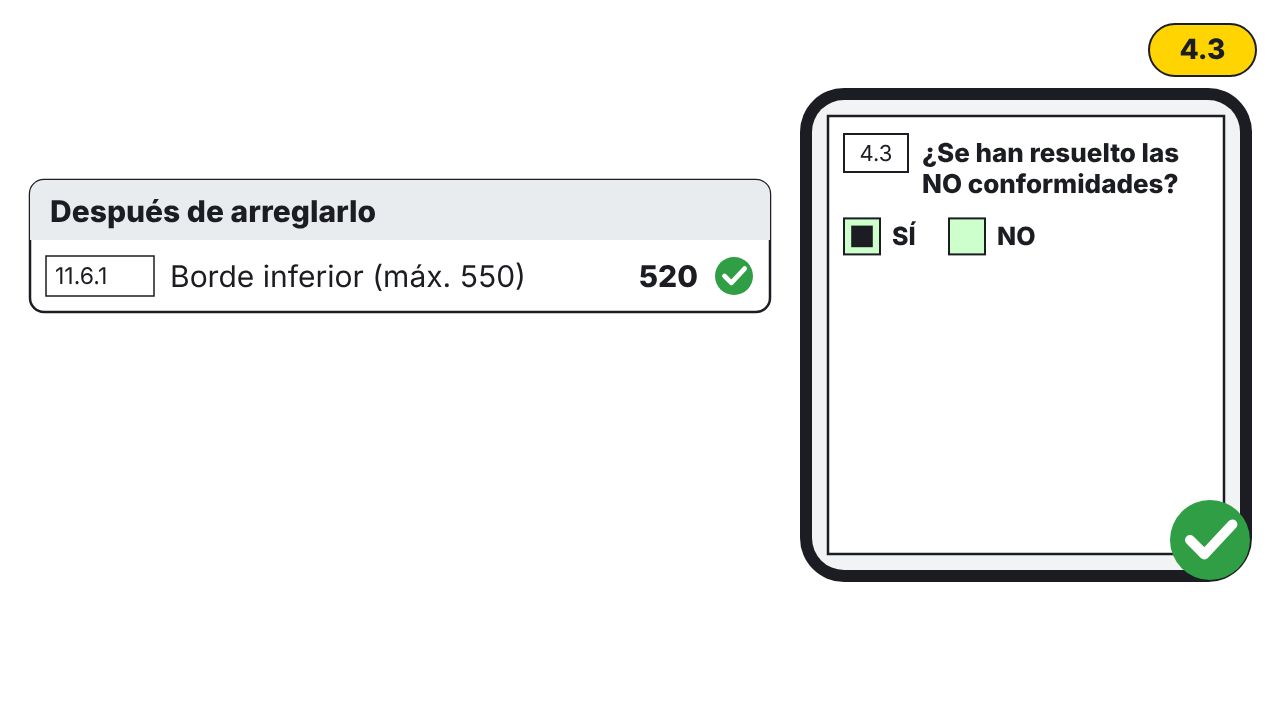 4.3
Después de arreglarlo
11.6.1 Borde inferior (máx. 550) 520
4.3 ¿Se han resuelto las
NO conformidades?
SÍ NO